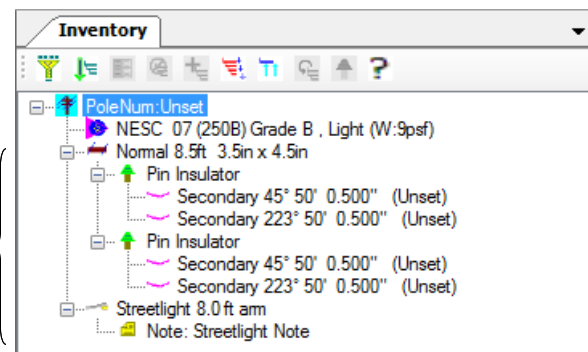 Inventory
?
PoleNum:Unset
NESC 07 (250B) Grade B , Light (W:9psf)
Normal 8.5ft 3.5in x 4.5in
Pin Insulator
Secondary 45° 50' 0.500" (Unset)
Secondary 223° 50' 0.500" (Unset)
Pin Insulator
Secondary 45° 50' 0.500" (Unset)
Secondary 223° 50' 0.500" (Unset)
Streetlight 8.0 ft arm
Note: Streetlight Note